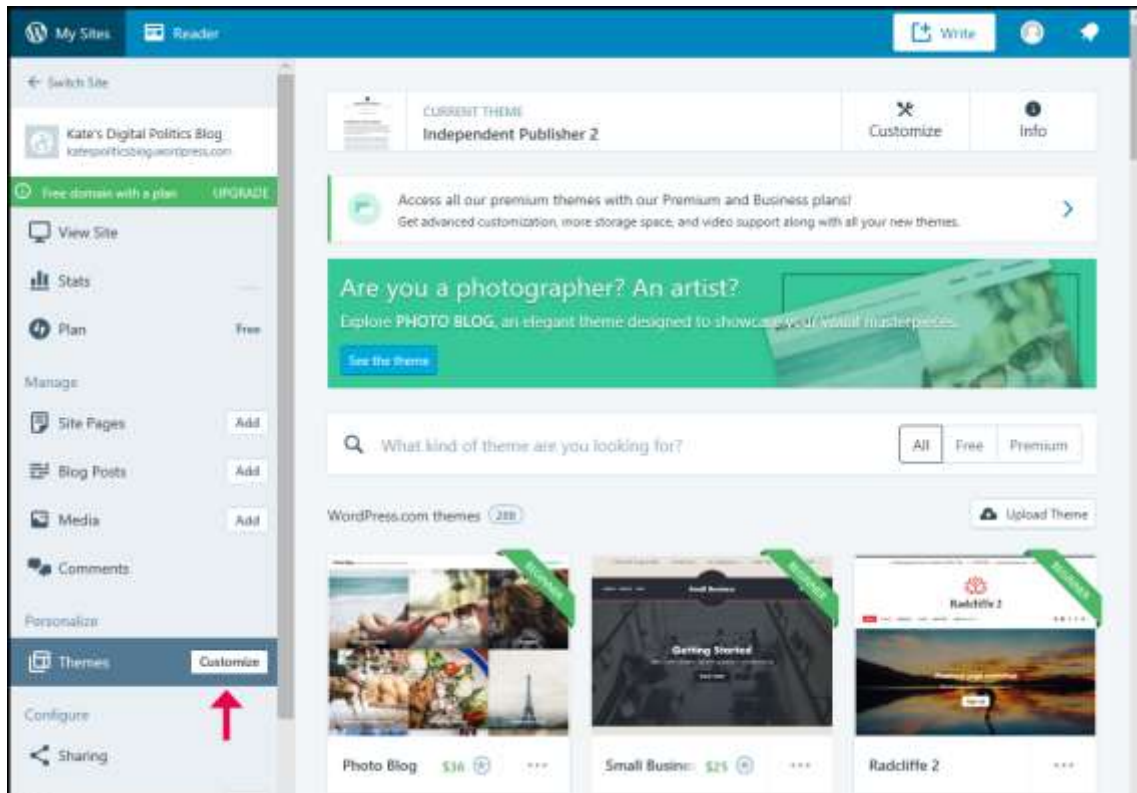 My Sites
Reader
Write
Switch Site
Kate's Digital Politics Blog
katespoliticsblog.wordpress.com
Free domain with a plan UPGRADE
View Site
Stats
Plan Free
Manage
Site Pages Add
Blog Posts Add
Media Add
Comments
Personalize
Themes Customize
Configure
Sharing
CURRENT THEME
Independent Publisher 2
Customize
Info
Access all our premium themes with our Premium and Business plans!
Get advanced customization, more storage space, and video support along with all your new themes.
Are you a photographer? An artist?
Explore PHOTO BLOG, an elegant theme designed to showcase your visual masterpieces.
See the theme
What kind of theme are you looking for?
All Free Premium
WordPress.com themes 288
Upload Theme
BEGINNER
Photo Blog $36
Small Business
BEGINNER
Getting Started
Small Busine $25
BEGINNER
Radcliffe 2
Radcliffe 2